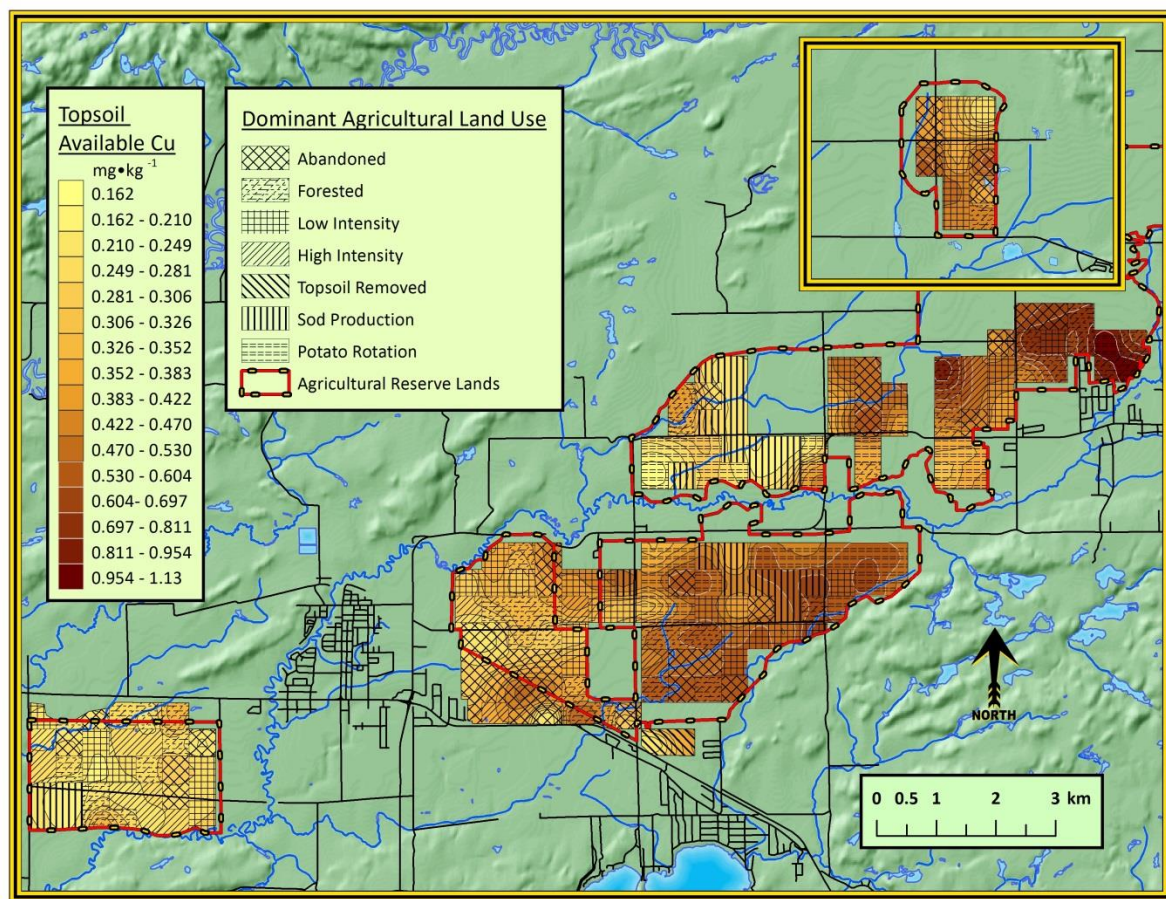 Topsoil
Available Cu
mg•kg -1
0.162
0.162 - 0.210
0.210 - 0.249
0.249 - 0.281
0.281 - 0.306
0.306 - 0.326
0.326 - 0.352
0.352 - 0.383
0.383 - 0.422
0.422 - 0.470
0.470 - 0.530
0.530 - 0.604
0.604- 0.697
0.697 - 0.811
0.811 - 0.954
0.954 - 1.13
Dominant Agricultural Land Use
Abandoned
Forested
Low Intensity
High Intensity
Topsoil Removed
Sod Production
Potato Rotation
Agricultural Reserve Lands
NORTH
0 0.5 1 2 3 km